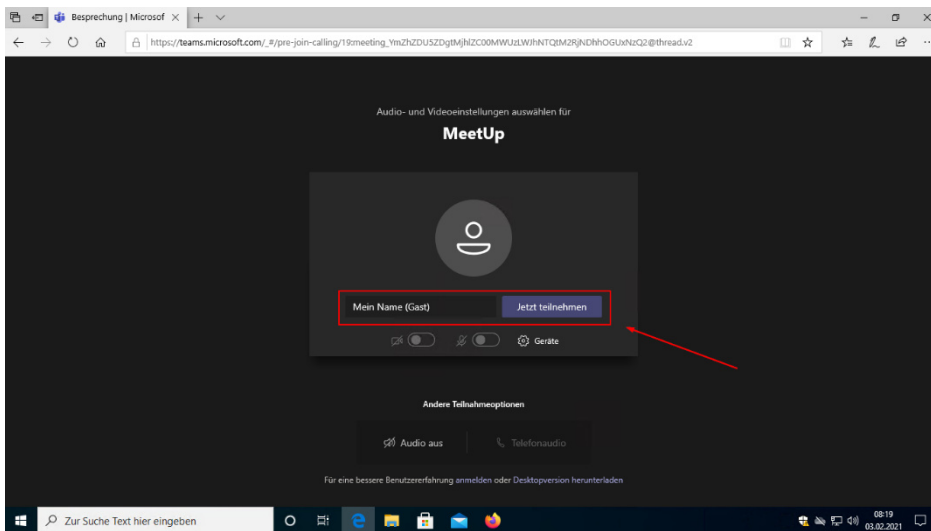 Besprechung | Microsof
https://teams.microsoft.com/_#/pre-join-calling/19:meeting_YmZhZDU5ZDgtMjhlZC00MWUzLWJhNTQtM2RjNDhhOGUxNzQ2@thread.v2
Audio- und Videoeinstellungen auswählen für
MeetUp
Mein Name (Gast)
Jetzt teilnehmen
Geräte
Andere Teilnahmeoptionen
Audio aus
Telefonaudio
Für eine bessere Benutzererfahrung anmelden oder Desktopversion herunterladen
Zur Suche Text hier eingeben
08:19
03.02.2021